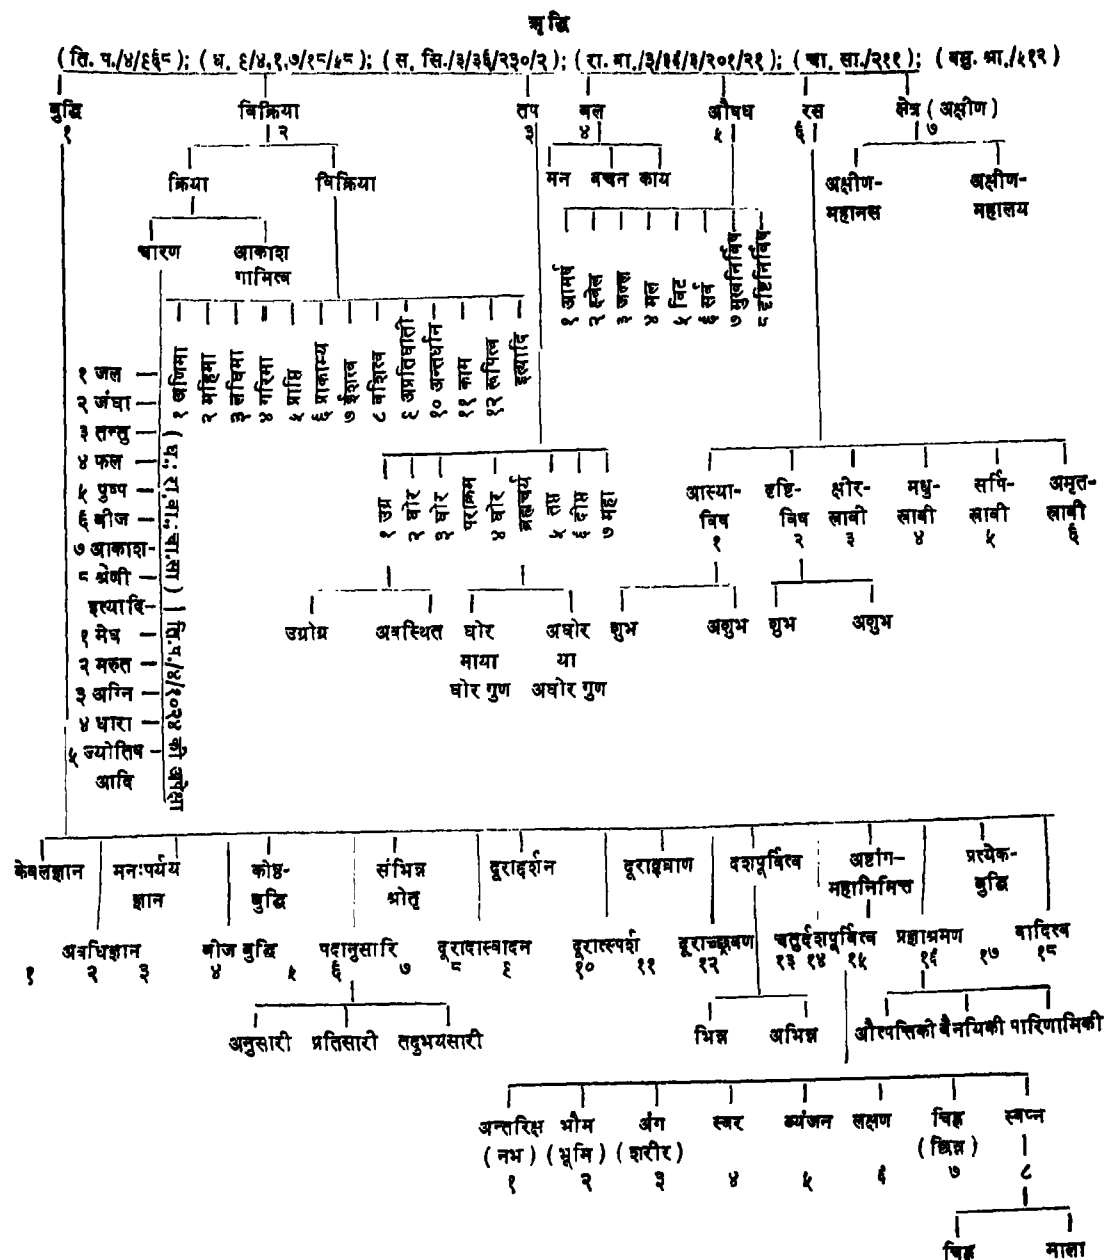 ऋद्धि
( ति. प./४/९६८ ); ( ध. ९/४,१,७/१८/५८ ); ( स. सि./३/३६/२३०/२ ); ( रा. वा./३/३६/३/२०१/२१ ); ( चा. सा./२११ ); ( वसु. श्रा./५१२ )
बुद्धि विक्रिया तप बल औषध रस क्षेत्र ( अक्षीण )
१ २ ३ ४ ५ ६ ७
मन वचन काय
क्रिया विक्रिया
अक्षीण- अक्षीण-
महानस महालय
चारण आकाश
गामित्व
१ आमर्ष
२ क्ष्वेल
३ जल्ल
४ मल
५ विट
६ सर्व
७ मुखनिर्विष
८ दृष्टिनिर्विष
१ अणिमा
२ महिमा
३ लघिमा
४ गरिमा
५ प्राप्ति
६ प्राकाम्य
७ ईशत्व
८ वशित्व
९ अप्रतिघाती
१० अन्तर्धान
११ काम
१२ रूपित्व
इत्यादि
१ जल
२ जंघा
३ तन्तु
४ फल
५ पुष्प
६ बीज
७ आकाश-
८ श्रेणी
इत्यादि-
१ मेघ
२ मरुत
३ अग्नि
४ धारा
५ ज्योतिष
आदि
( ध.; रा.वा.; चा.सा ) | ति.प./४/१०३४ की अपेक्षा
१ उग्र
२ घोर
३ घोर
पराक्रम
४ घोर
ब्रह्मचर्य
५ तप्त
६ दीप्त
७ महा
आस्या- दृष्टि- क्षीर- मधु- सर्पि- अमृत-
विष विष स्रावी स्रावी स्रावी स्रावी
१ २ ३ ४ ५ ६
उग्रोग्र अवस्थित घोर अघोर शुभ अशुभ शुभ अशुभ
माया या
घोर गुण अघोर गुण
केवलज्ञान मनःपर्यय कोष्ठ- संभिन्न दूराद्दर्शन दूराद्घ्राण दशपूर्वित्व अष्टांग- प्रत्येक-
ज्ञान बुद्धि श्रोतृ महानिमित्त बुद्धि
अवधिज्ञान बीज बुद्धि पदानुसारि दूरादास्वादन दूरात्स्पर्श दूराच्छ्रवण चतुर्दशपूर्वित्व प्रज्ञाश्रमण वादित्व
१ २ ३ ४ ५ ६ ७ ८ ९ १० ११ १२ १३ १४ १५ १६ १७ १८
अनुसारी प्रतिसारी तदुभयसारी
भिन्न अभिन्न औत्पत्तिकी वैनयिकी पारिणामिकी
अन्तरिक्ष भौम अंग स्वर व्यंजन लक्षण चिह्न स्वप्न
( नभ ) ( भूमि ) ( शरीर ) ( छिन्न )
१ २ ३ ४ ५ ६ ७ ८
चिह्न माला